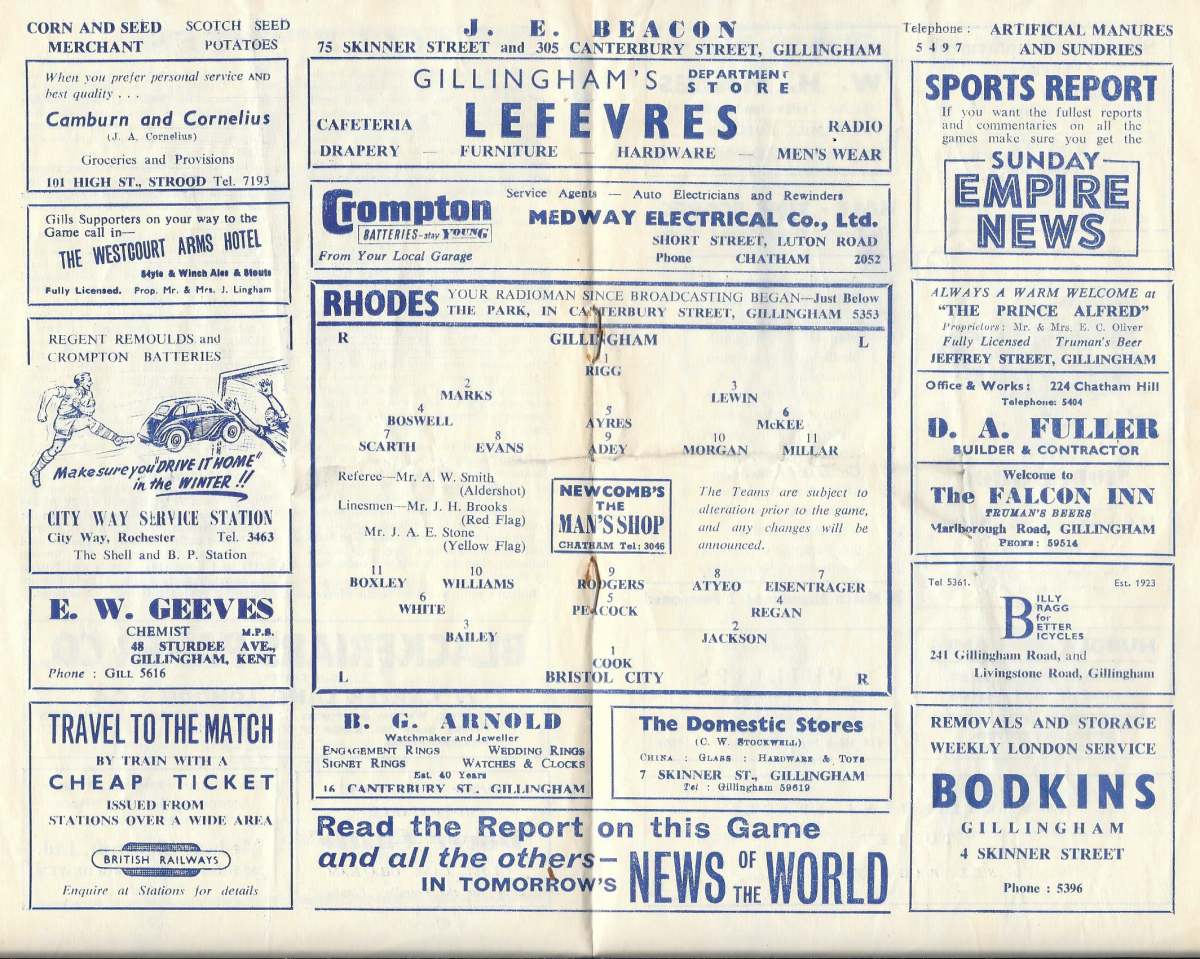 CORN AND SEED MERCHANT
SCOTCH SEED POTATOES
J. E. BEACON
75 SKINNER STREET and 305 CANTERBURY STREET, GILLINGHAM
Telephone :
5 4 9 7
ARTIFICIAL MANURES
AND SUNDRIES
When you prefer personal service AND
best quality . . .
Camburn and Cornelius
(J. A. Cornelius)
Groceries and Provisions
101 HIGH ST., STROOD Tel. 7193
Gills Supporters on your way to the
Game call in—
THE WESTCOURT ARMS HOTEL
Style & Winch Ales & Stouts
Fully Licensed. Prop. Mr. & Mrs. J. Lingham
REGENT REMOULDS and
CROMPTON BATTERIES
Make sure you "DRIVE IT HOME"
in the WINTER !!
CITY WAY SERVICE STATION
City Way, Rochester Tel. 3463
The Shell and B. P. Station
E. W. GEEVES
CHEMIST M.P.S.
48 STURDEE AVE.,
GILLINGHAM, KENT
Phone : GILL 5616
TRAVEL TO THE MATCH
BY TRAIN WITH A
CHEAP TICKET
ISSUED FROM
STATIONS OVER A WIDE AREA
BRITISH RAILWAYS
Enquire at Stations for details
GILLINGHAM'S DEPARTMENT STORE
LEFEVRES
CAFETERIA RADIO
DRAPERY — FURNITURE — HARDWARE — MEN'S WEAR
Crompton
BATTERIES—stay YOUNG
From Your Local Garage
Service Agents — Auto Electricians and Rewinders
MEDWAY ELECTRICAL Co., Ltd.
SHORT STREET, LUTON ROAD
Phone CHATHAM 2052
RHODES
YOUR RADIOMAN SINCE BROADCASTING BEGAN—Just Below
THE PARK, IN CANTERBURY STREET, GILLINGHAM 5353
R GILLINGHAM L
1
RIGG
2 3
MARKS LEWIN
4 5 6
BOSWELL AYRES McKEE
7 8 9 10 11
SCARTH EVANS ADEY MORGAN MILLAR
Referee—Mr. A. W. Smith
(Aldershot)
Linesmen—Mr. J. H. Brooks
(Red Flag)
Mr. J. A. E. Stone
(Yellow Flag)
NEWCOMB'S
THE
MAN'S SHOP
CHATHAM Tel: 3046
The Teams are subject to
alteration prior to the game,
and any changes will be
announced.
11 10 9 8 7
BOXLEY WILLIAMS RODGERS ATYEO EISENTRAGER
6 5 4
WHITE PEACOCK REGAN
3 2
BAILEY JACKSON
1
COOK
L BRISTOL CITY R
B. G. ARNOLD
Watchmaker and Jeweller
ENGAGEMENT RINGS WEDDING RINGS
SIGNET RINGS WATCHES & CLOCKS
Est. 40 Years
16 CANTERBURY ST. GILLINGHAM
The Domestic Stores
(C. W. STOCKWELL)
CHINA : GLASS : HARDWARE & TOYS
7 SKINNER ST., GILLINGHAM
Tel : Gillingham 59619
Read the Report on this Game
and all the others—
IN TOMORROW'S
NEWS OF THE WORLD
SPORTS REPORT
If you want the fullest reports
and commentaries on all the
games make sure you get the
SUNDAY
EMPIRE
NEWS
ALWAYS A WARM WELCOME at
"THE PRINCE ALFRED"
Proprietors: Mr. & Mrs. E. C. Oliver
Fully Licensed Truman's Beer
JEFFREY STREET, GILLINGHAM
Office & Works: 224 Chatham Hill
Telephone: 5404
D. A. FULLER
BUILDER & CONTRACTOR
Welcome to
The FALCON INN
TRUMAN'S BEERS
Marlborough Road, GILLINGHAM
PHONE: 59514
Tel 5361. Est. 1923
BILLY
RAGG
for
BETTER
BICYCLES
241 Gillingham Road, and
Livingstone Road, Gillingham
REMOVALS AND STORAGE
WEEKLY LONDON SERVICE
BODKINS
GILLINGHAM
4 SKINNER STREET
Phone : 5396